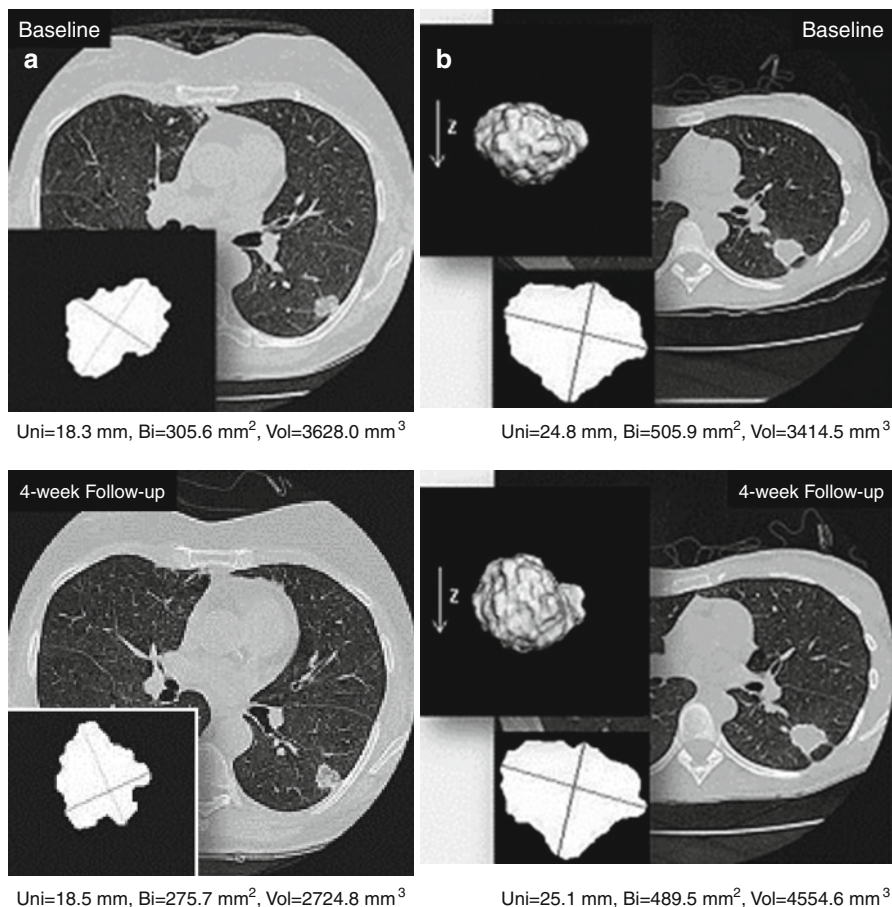 Baseline
a
Baseline
b
z
Uni=18.3 mm, Bi=305.6 mm², Vol=3628.0 mm³
Uni=24.8 mm, Bi=505.9 mm², Vol=3414.5 mm³
4-week Follow-up
4-week Follow-up
z
Uni=18.5 mm, Bi=275.7 mm², Vol=2724.8 mm³
Uni=25.1 mm, Bi=489.5 mm², Vol=4554.6 mm³